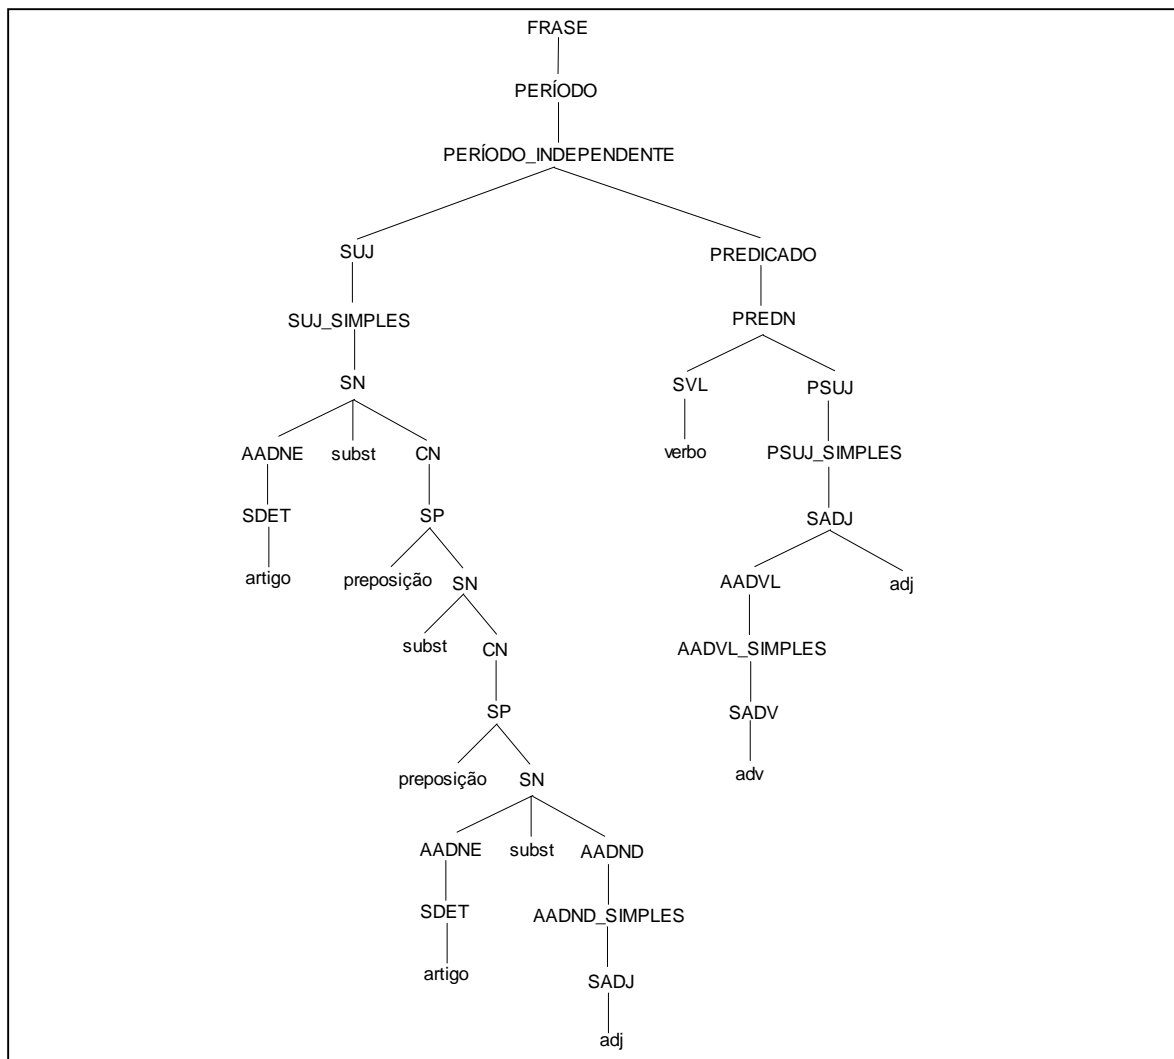 FRASE
PERÍODO
PERÍODO_INDEPENDENTE
SUJ PREDICADO
SUJ_SIMPLES PREDN
SN SVL PSUJ
AADNE subst CN verbo PSUJ_SIMPLES
SDET SP SADJ
artigo preposição SN AADVL adj
subst CN AADVL_SIMPLES
SP SADV
preposição SN adv
AADNE subst AADND
SDET AADND_SIMPLES
artigo SADJ
adj